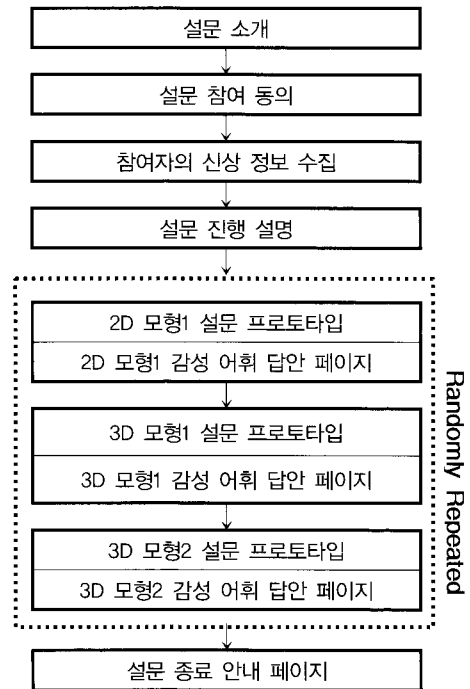 설문 소개
설문 참여 동의
참여자의 신상 정보 수집
설문 진행 설명
2D 모형1 설문 프로토타입
2D 모형1 감성 어휘 답안 페이지
3D 모형1 설문 프로토타입
3D 모형1 감성 어휘 답안 페이지
3D 모형2 설문 프로토타입
3D 모형2 감성 어휘 답안 페이지
Randomly Repeated
설문 종료 안내 페이지